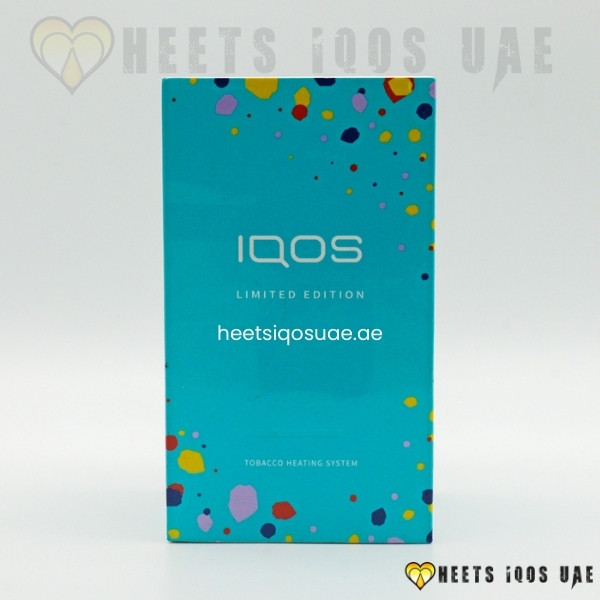 HEETS iQOS UAE
IQOS
LIMITED EDITION
heetsiqosuae.ae
TOBACCO HEATING SYSTEM
HEETS iQOS UAE